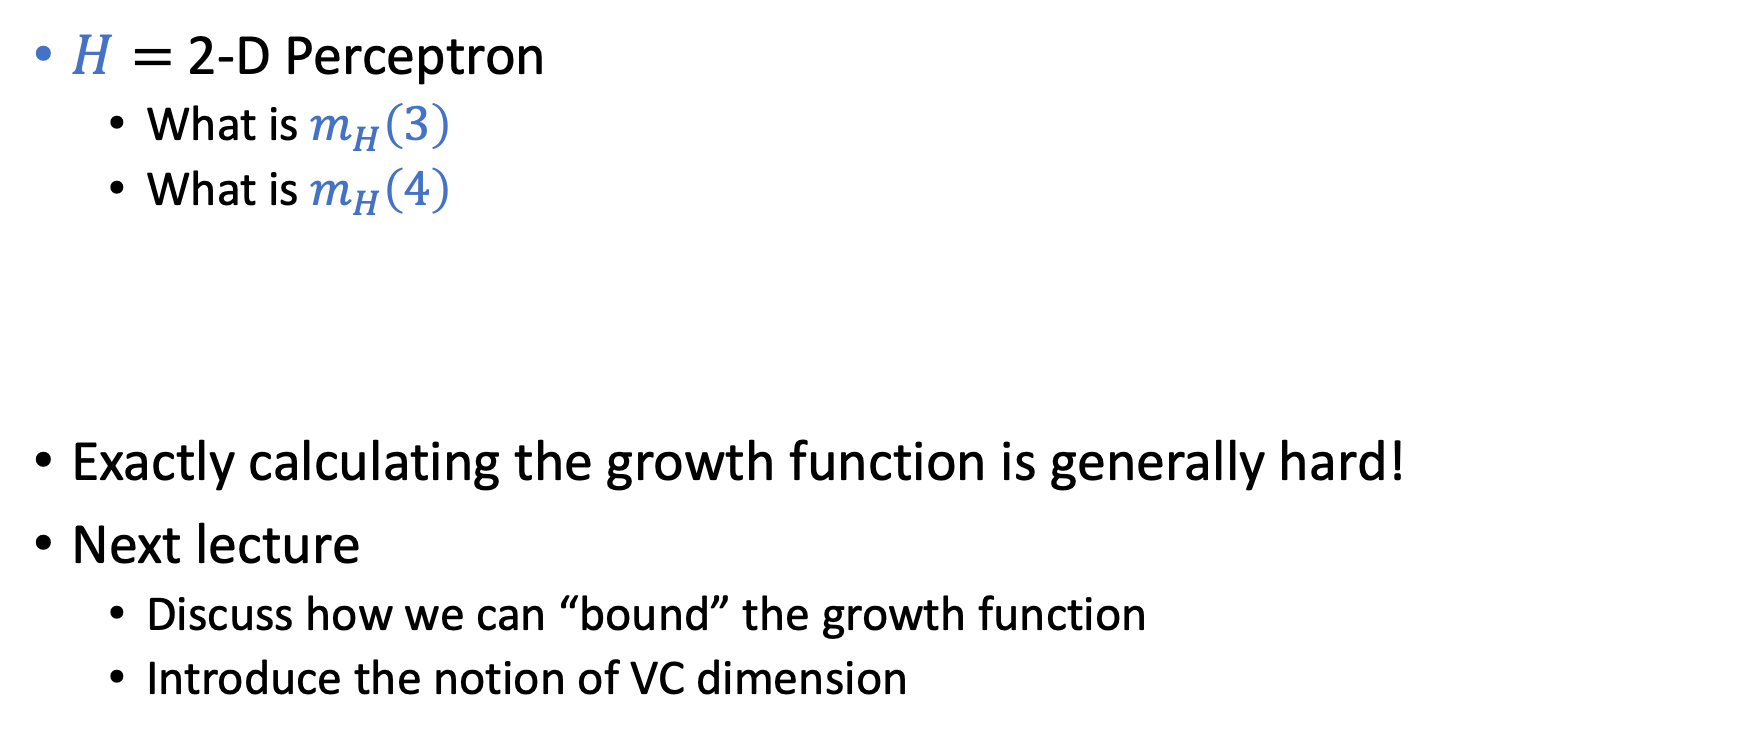 • H = 2-D Perceptron
• What is m_H(3)
• What is m_H(4)
• Exactly calculating the growth function is generally hard!
• Next lecture
• Discuss how we can “bound” the growth function
• Introduce the notion of VC dimension